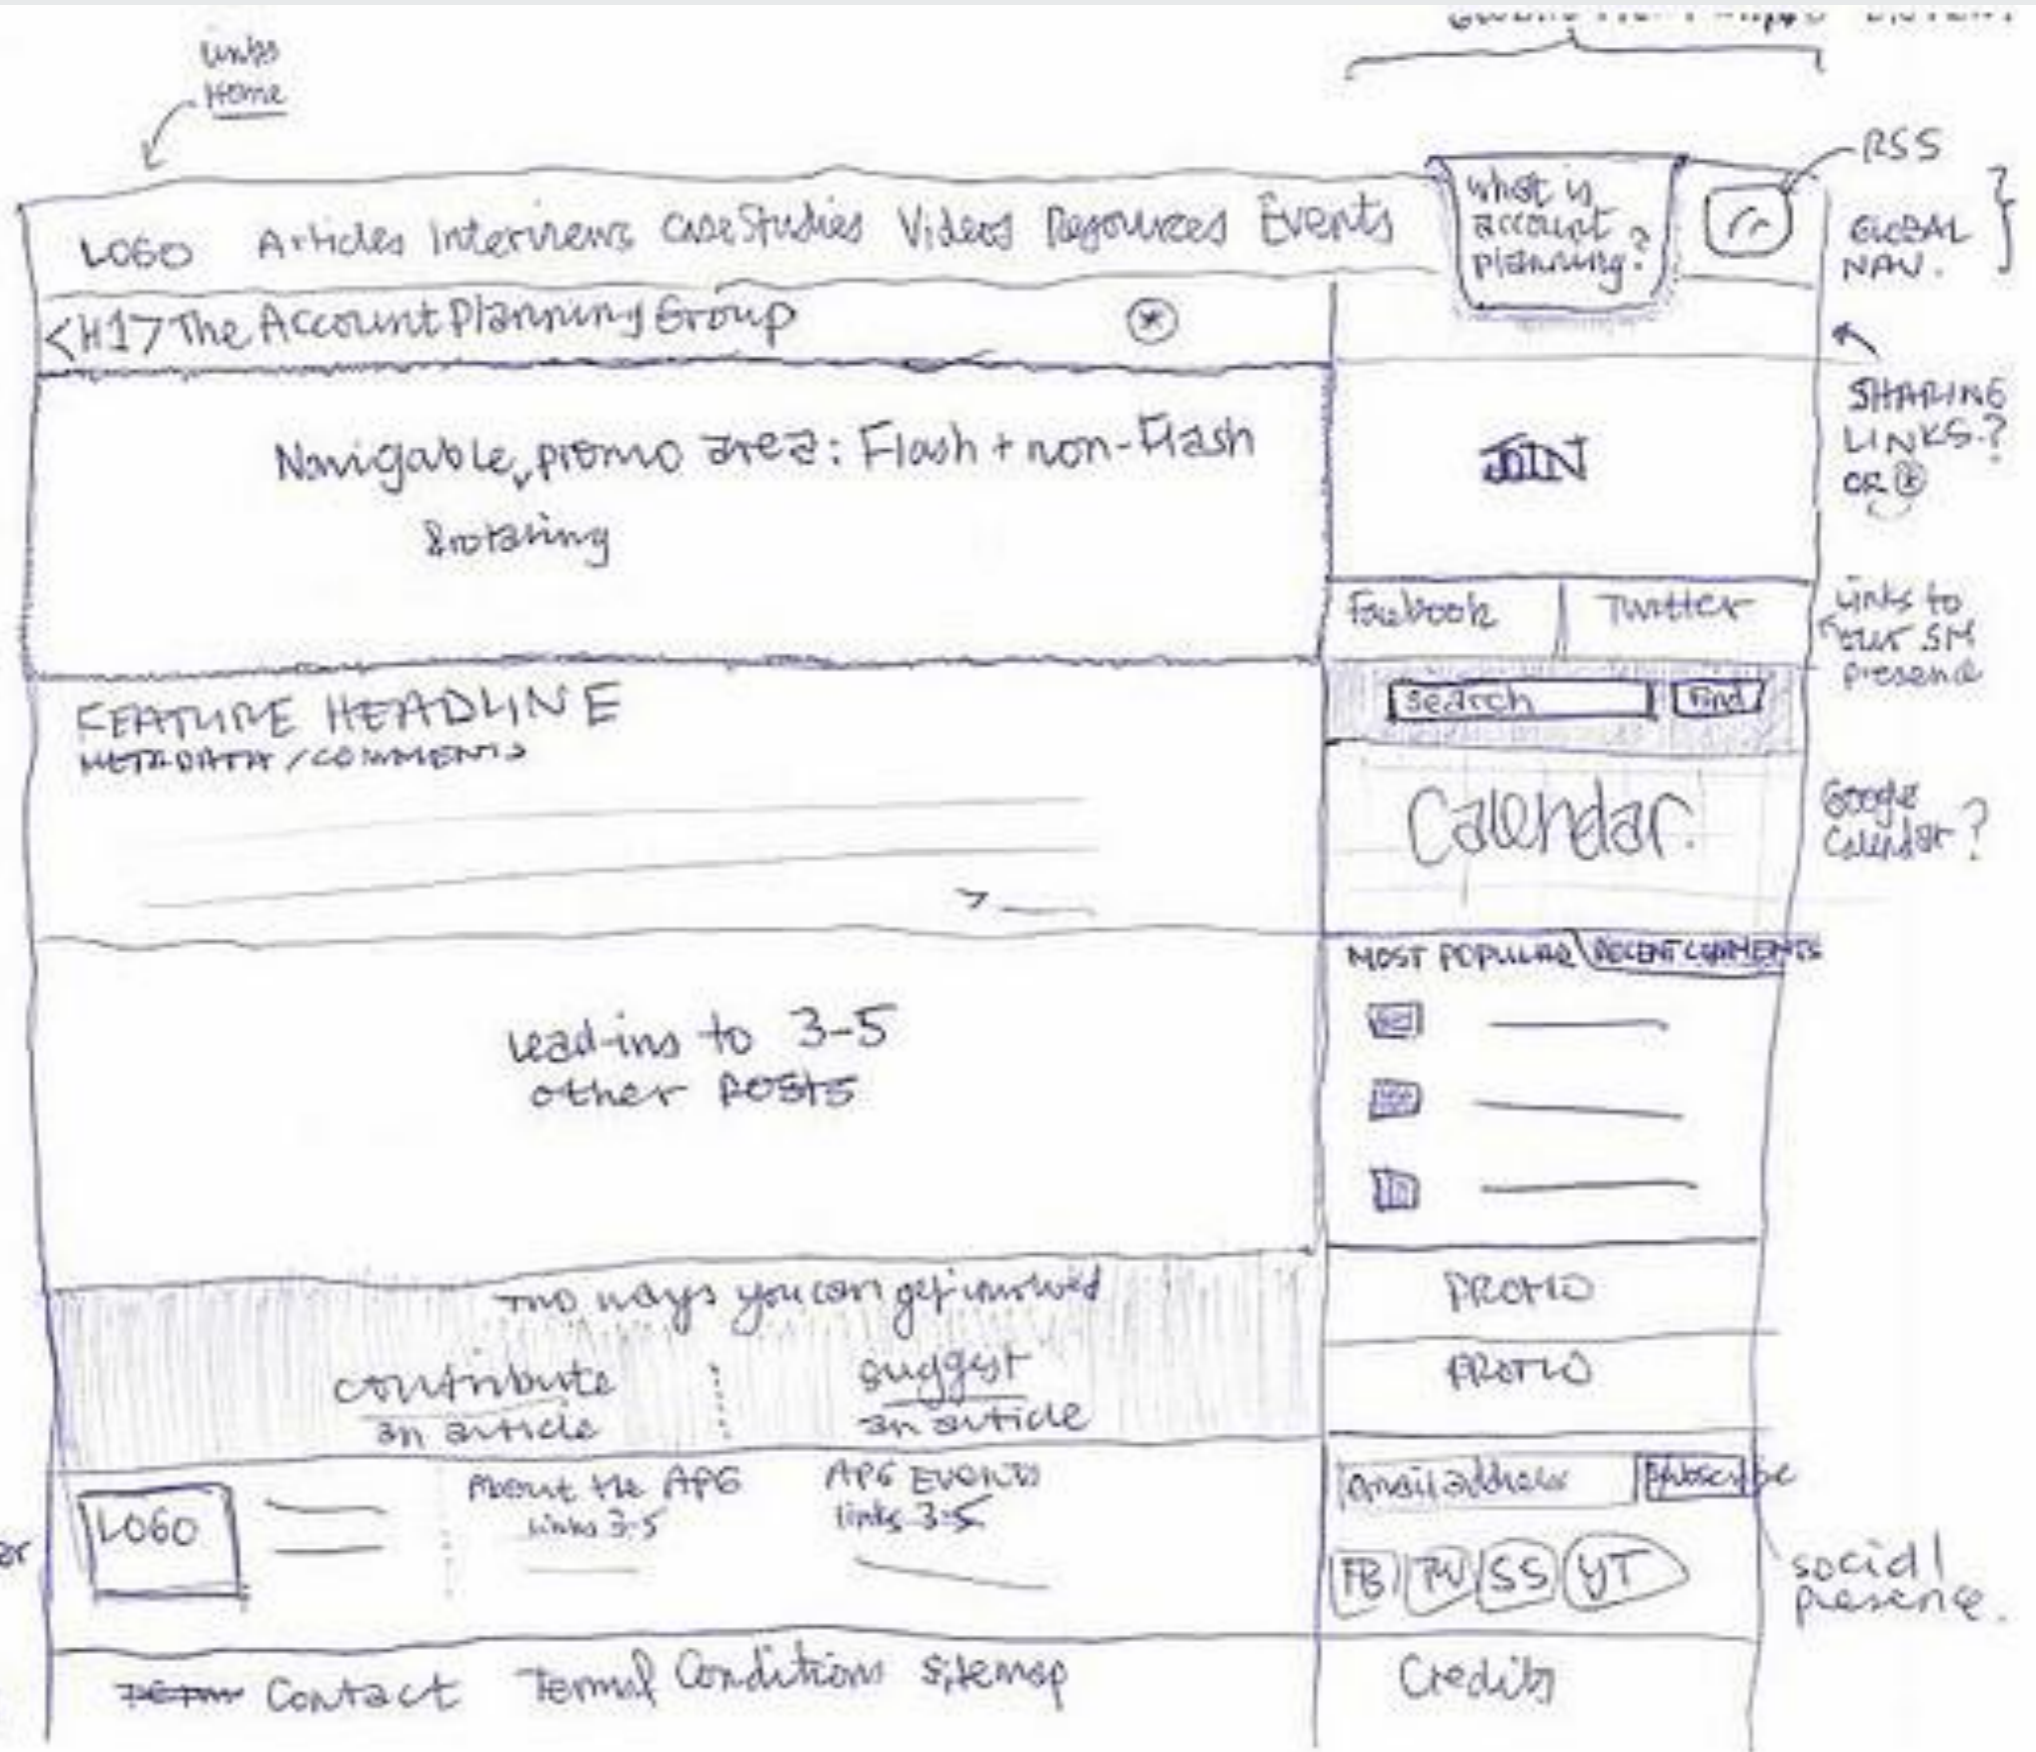 links
Home
RSS
LOGO Articles Interviews Case Studies Videos Resources Events
what is
account
planning?
GLOBAL
NAV.
<H1> The Account Planning Group
SHARING
LINKS?
OR
Navigable, promo area: Flash + non-Flash
& rotating
JOIN
Facebook Twitter
Links to
our SM
presence
Search Find
FEATURE HEADLINE
METADATA / COMMENTS
Calendar.
Google
Calendar?
MOST POPULAR RECENT COMMENTS
Lead-ins to 3-5
other posts
Two ways you can get involved
contribute
an article
suggest
an article
PROMO
PROMO
LOGO
About the APG
links 3-5
APG EVENTS
links 3-5
email address Subscribe
FB TW SS YT
social
presence.
Contact Terms & Conditions Sitemap
Credits